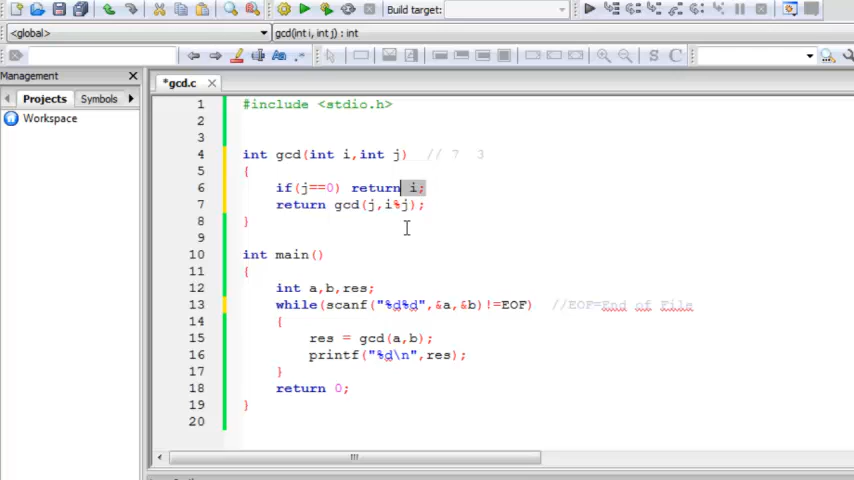 Build target:
<global>
gcd(int i, int j) : int
Management
*gcd.c
Projects
Symbols
Workspace
1 #include <stdio.h>
2
3
4 int gcd(int i,int j) // 7 3
5 {
6 if(j==0) return i;
7 return gcd(j,i%j);
8 }
9
10 int main()
11 {
12 int a,b,res;
13 while(scanf("%d%d",&a,&b)!=EOF) //EOF=End of File
14 {
15 res = gcd(a,b);
16 printf("%d\n",res);
17 }
18 return 0;
19 }
20